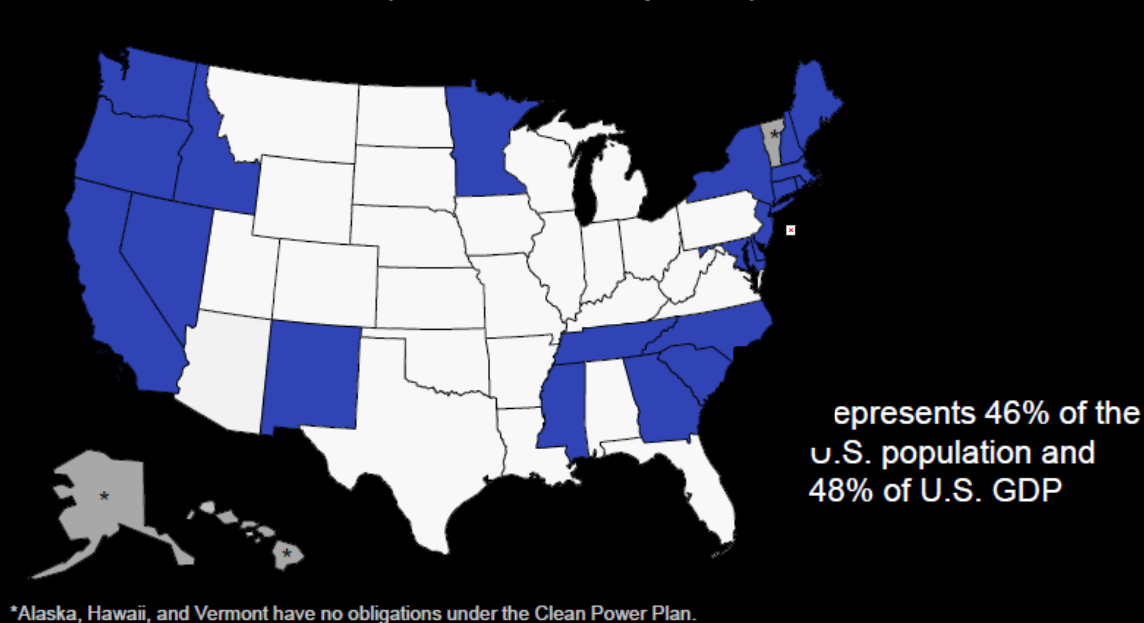 *
*
*
epresents 46% of the
U.S. population and
48% of U.S. GDP
*Alaska, Hawaii, and Vermont have no obligations under the Clean Power Plan.